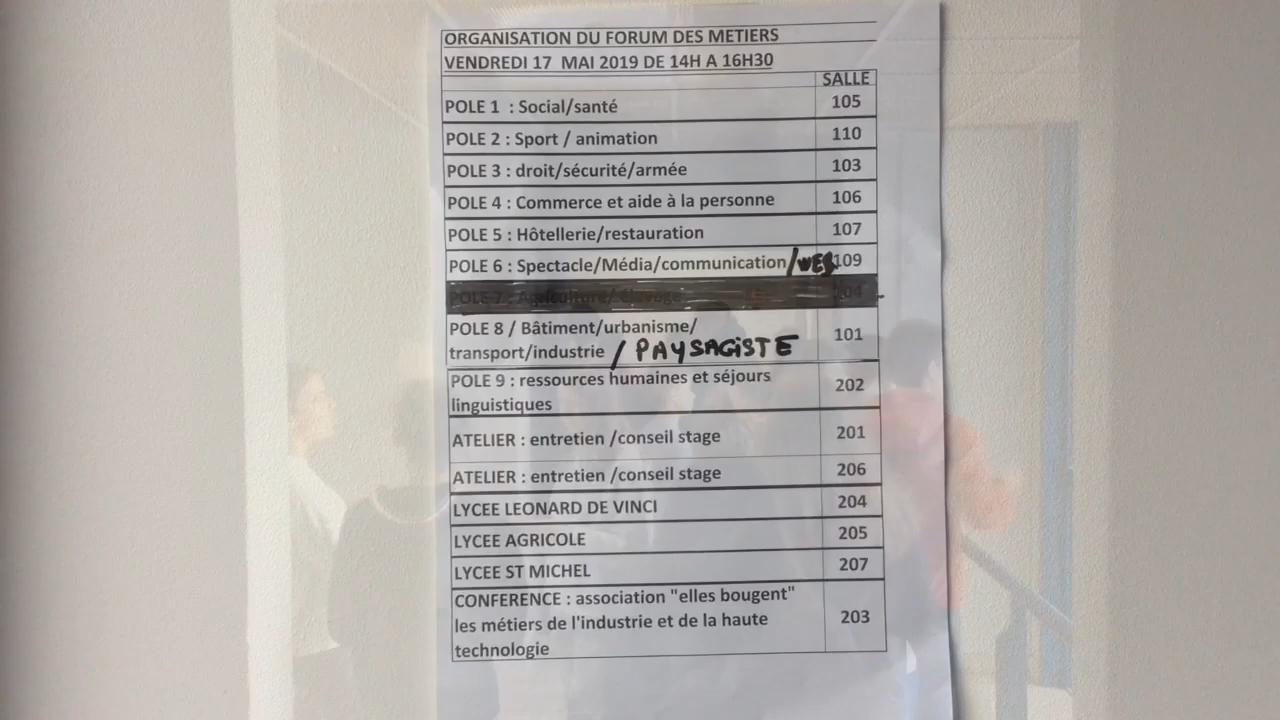 ORGANISATION DU FORUM DES METIERS
VENDREDI 17 MAI 2019 DE 14H A 16H30
SALLE
POLE 1 : Social/santé 105
POLE 2 : Sport / animation 110
POLE 3 : droit/sécurité/armée 103
POLE 4 : Commerce et aide à la personne 106
POLE 5 : Hôtellerie/restauration 107
POLE 6 : Spectacle/Média/communication/WEB 109
POLE 7 : Agriculture/ élevage 104
POLE 8 / Bâtiment/urbanisme/
transport/industrie / PAYSAGISTE 101
POLE 9 : ressources humaines et séjours
linguistiques 202
ATELIER : entretien /conseil stage 201
ATELIER : entretien /conseil stage 206
LYCEE LEONARD DE VINCI 204
LYCEE AGRICOLE 205
LYCEE ST MICHEL 207
CONFERENCE : association "elles bougent"
les métiers de l'industrie et de la haute 203
technologie